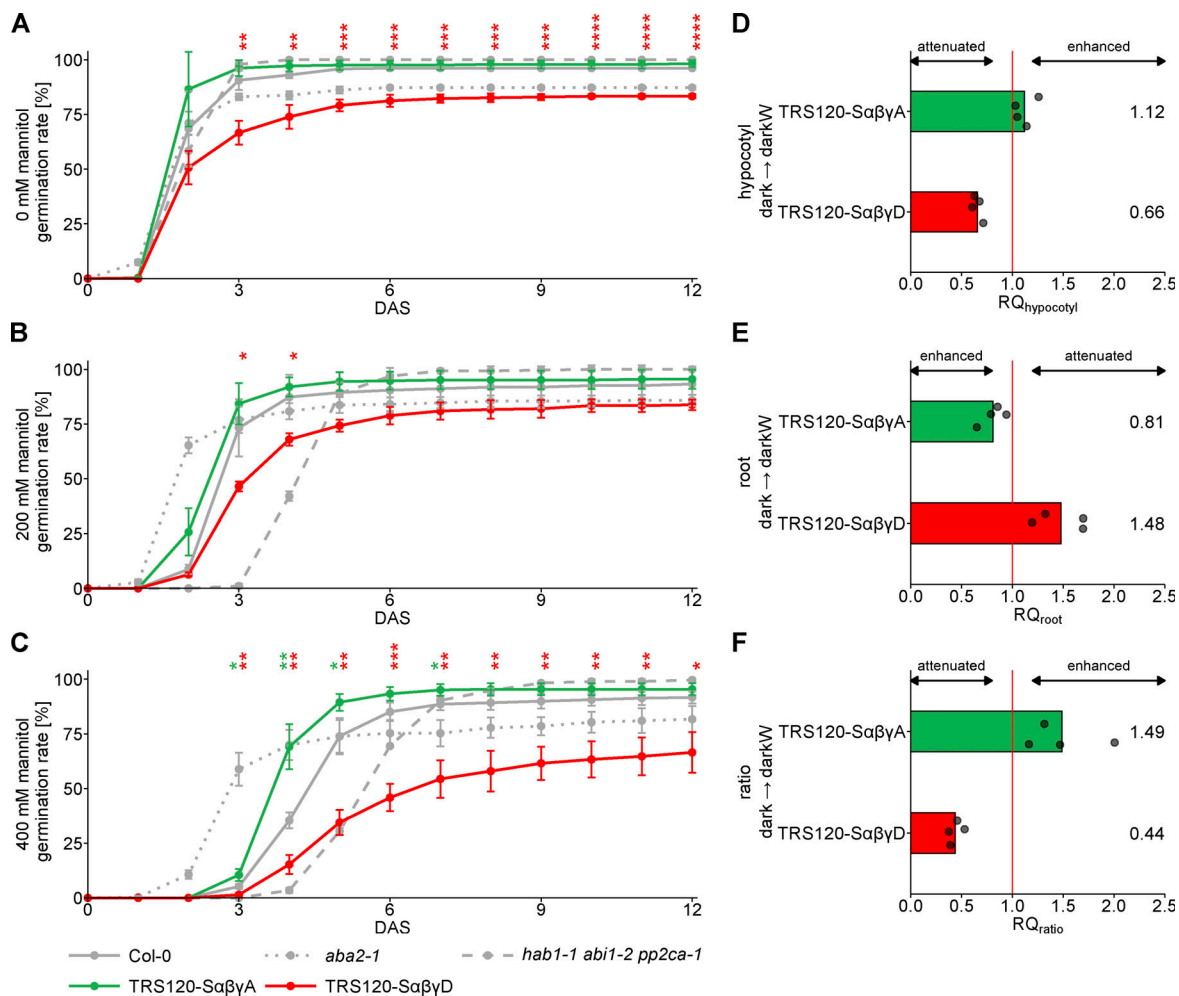 A
** ** *** *** *** *** *** **** **** ****
0 mM mannitol
germination rate [%]
100
75
50
25
0
0 3 6 9 12
DAS
B
* *
200 mM mannitol
germination rate [%]
100
75
50
25
0
0 3 6 9 12
DAS
C
* ** ** ** * ** *** * ** ** ** ** ** *
400 mM mannitol
germination rate [%]
100
75
50
25
0
0 3 6 9 12
DAS
Col-0 aba2-1 hab1-1 abi1-2 pp2ca-1
TRS120-SαβγA TRS120-SαβγD
D
attenuated enhanced
hypocotyl
dark → darkW
TRS120-SαβγA 1.12
TRS120-SαβγD 0.66
0.0 0.5 1.0 1.5 2.0 2.5
RQhypocotyl
E
enhanced attenuated
root
dark → darkW
TRS120-SαβγA 0.81
TRS120-SαβγD 1.48
0.0 0.5 1.0 1.5 2.0 2.5
RQroot
F
attenuated enhanced
ratio
dark → darkW
TRS120-SαβγA 1.49
TRS120-SαβγD 0.44
0.0 0.5 1.0 1.5 2.0 2.5
RQratio